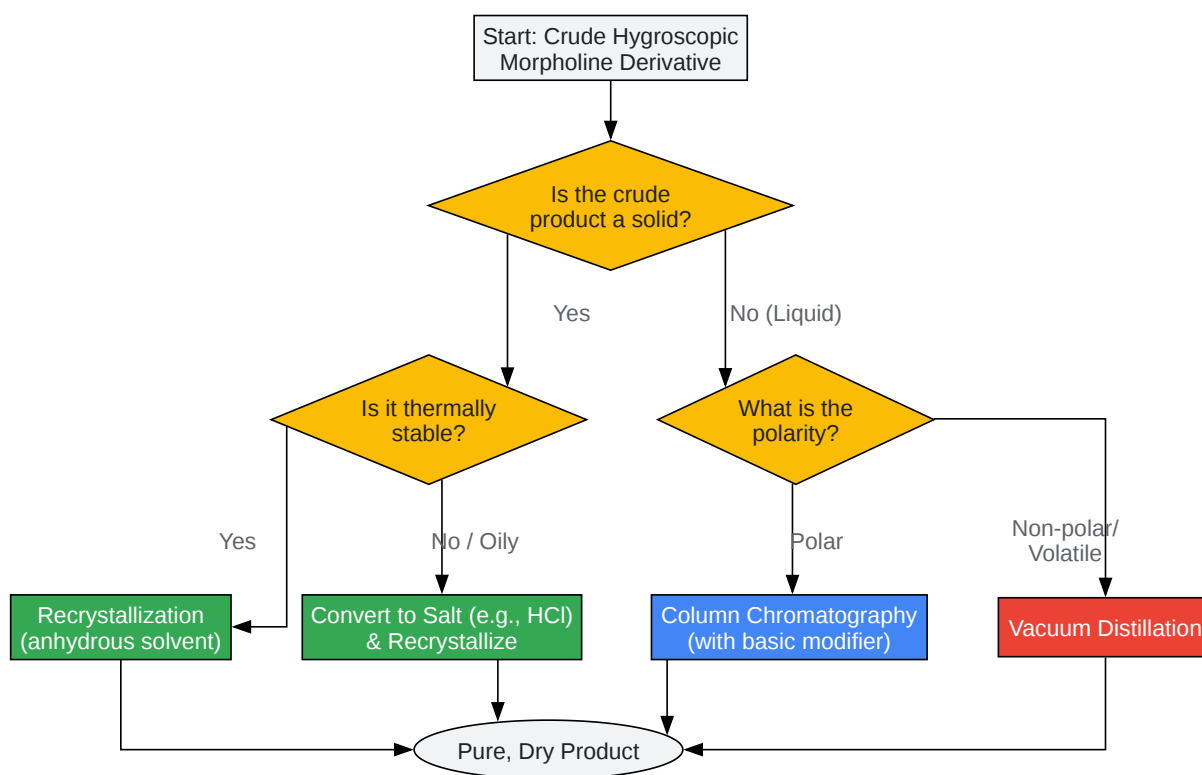 Start: Crude Hygroscopic
Morpholine Derivative
Is the crude
product a solid?
Yes
No (Liquid)
Is it thermally
stable?
What is the
polarity?
Yes
No / Oily
Polar
Non-polar/
Volatile
Recrystallization
(anhydrous solvent)
Convert to Salt (e.g., HCl)
& Recrystallize
Column Chromatography
(with basic modifier)
Vacuum Distillation
Pure, Dry Product